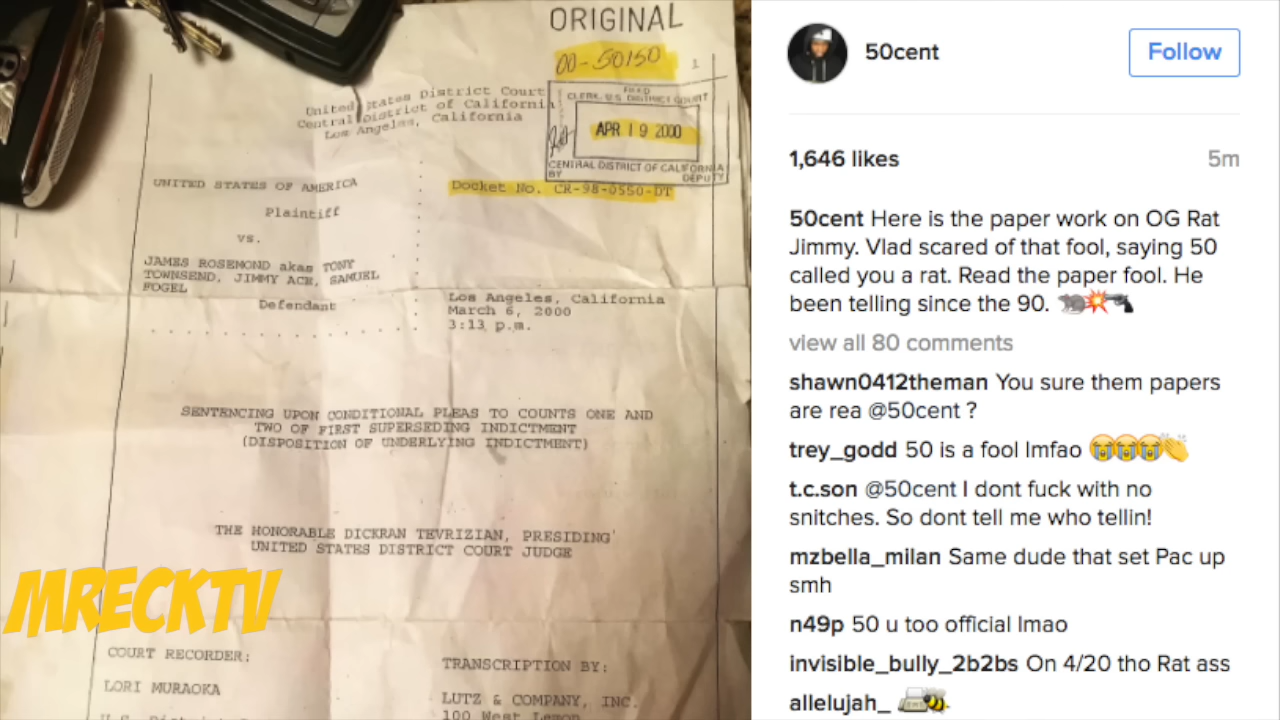 ORIGINAL
00-50150
1
United States District Court
Central District of California
Los Angeles, California
FILED
CLERK, U.S. DISTRICT COURT
APR 19 2000
CENTRAL DISTRICT OF CALIFORNIA
BY DEPUTY
UNITED STATES OF AMERICA
Docket No. CR-98-0550-DT
Plaintiff
vs.
JAMES ROSEMOND akas TONY
TOWNSEND, JIMMY ACE, SAMUEL
FOGEL
Defendant
Los Angeles, California
March 6, 2000
3:13 p.m.
SENTENCING UPON CONDITIONAL PLEAS TO COUNTS ONE AND
TWO OF FIRST SUPERSEDING INDICTMENT
(DISPOSITION OF UNDERLYING INDICTMENT)
THE HONORABLE DICKRAN TEVRIZIAN, PRESIDING
UNITED STATES DISTRICT COURT JUDGE
MRECKTV
COURT RECORDER:
TRANSCRIPTION BY:
LORI MURAOKA
LUTZ & COMPANY, INC.
U.S. District
100 West Lemon
50cent
Follow
1,646 likes
5m
50cent Here is the paper work on OG Rat
Jimmy. Vlad scared of that fool, saying 50
called you a rat. Read the paper fool. He
been telling since the 90. 🐀💥🔫
view all 80 comments
shawn0412theman You sure them papers
are rea @50cent ?
trey_godd 50 is a fool lmfao 😭😭😭👏
t.c.son @50cent I dont fuck with no
snitches. So dont tell me who tellin!
mzbella_milan Same dude that set Pac up
smh
n49p 50 u too official lmao
invisible_bully_2b2bs On 4/20 tho Rat ass
allelujah_ 📠🐝